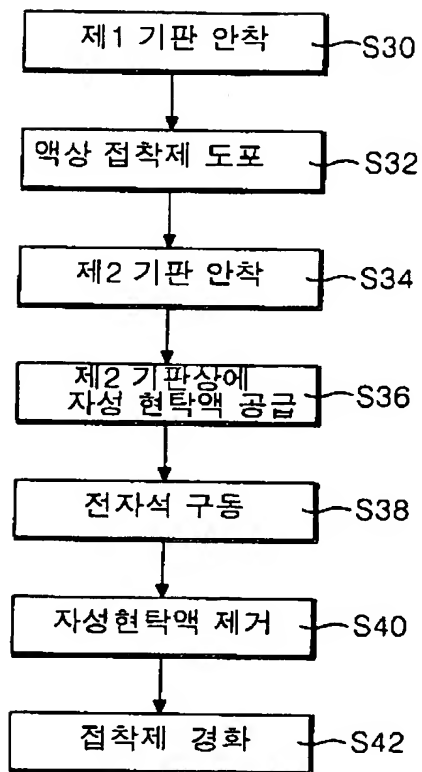 제1 기판 안착
S30
액상 접착제 도포
S32
제2 기판 안착
S34
제2 기판상에
자성 현탁액 공급
S36
전자석 구동
S38
자성현탁액 제거
S40
접착제 경화
S42